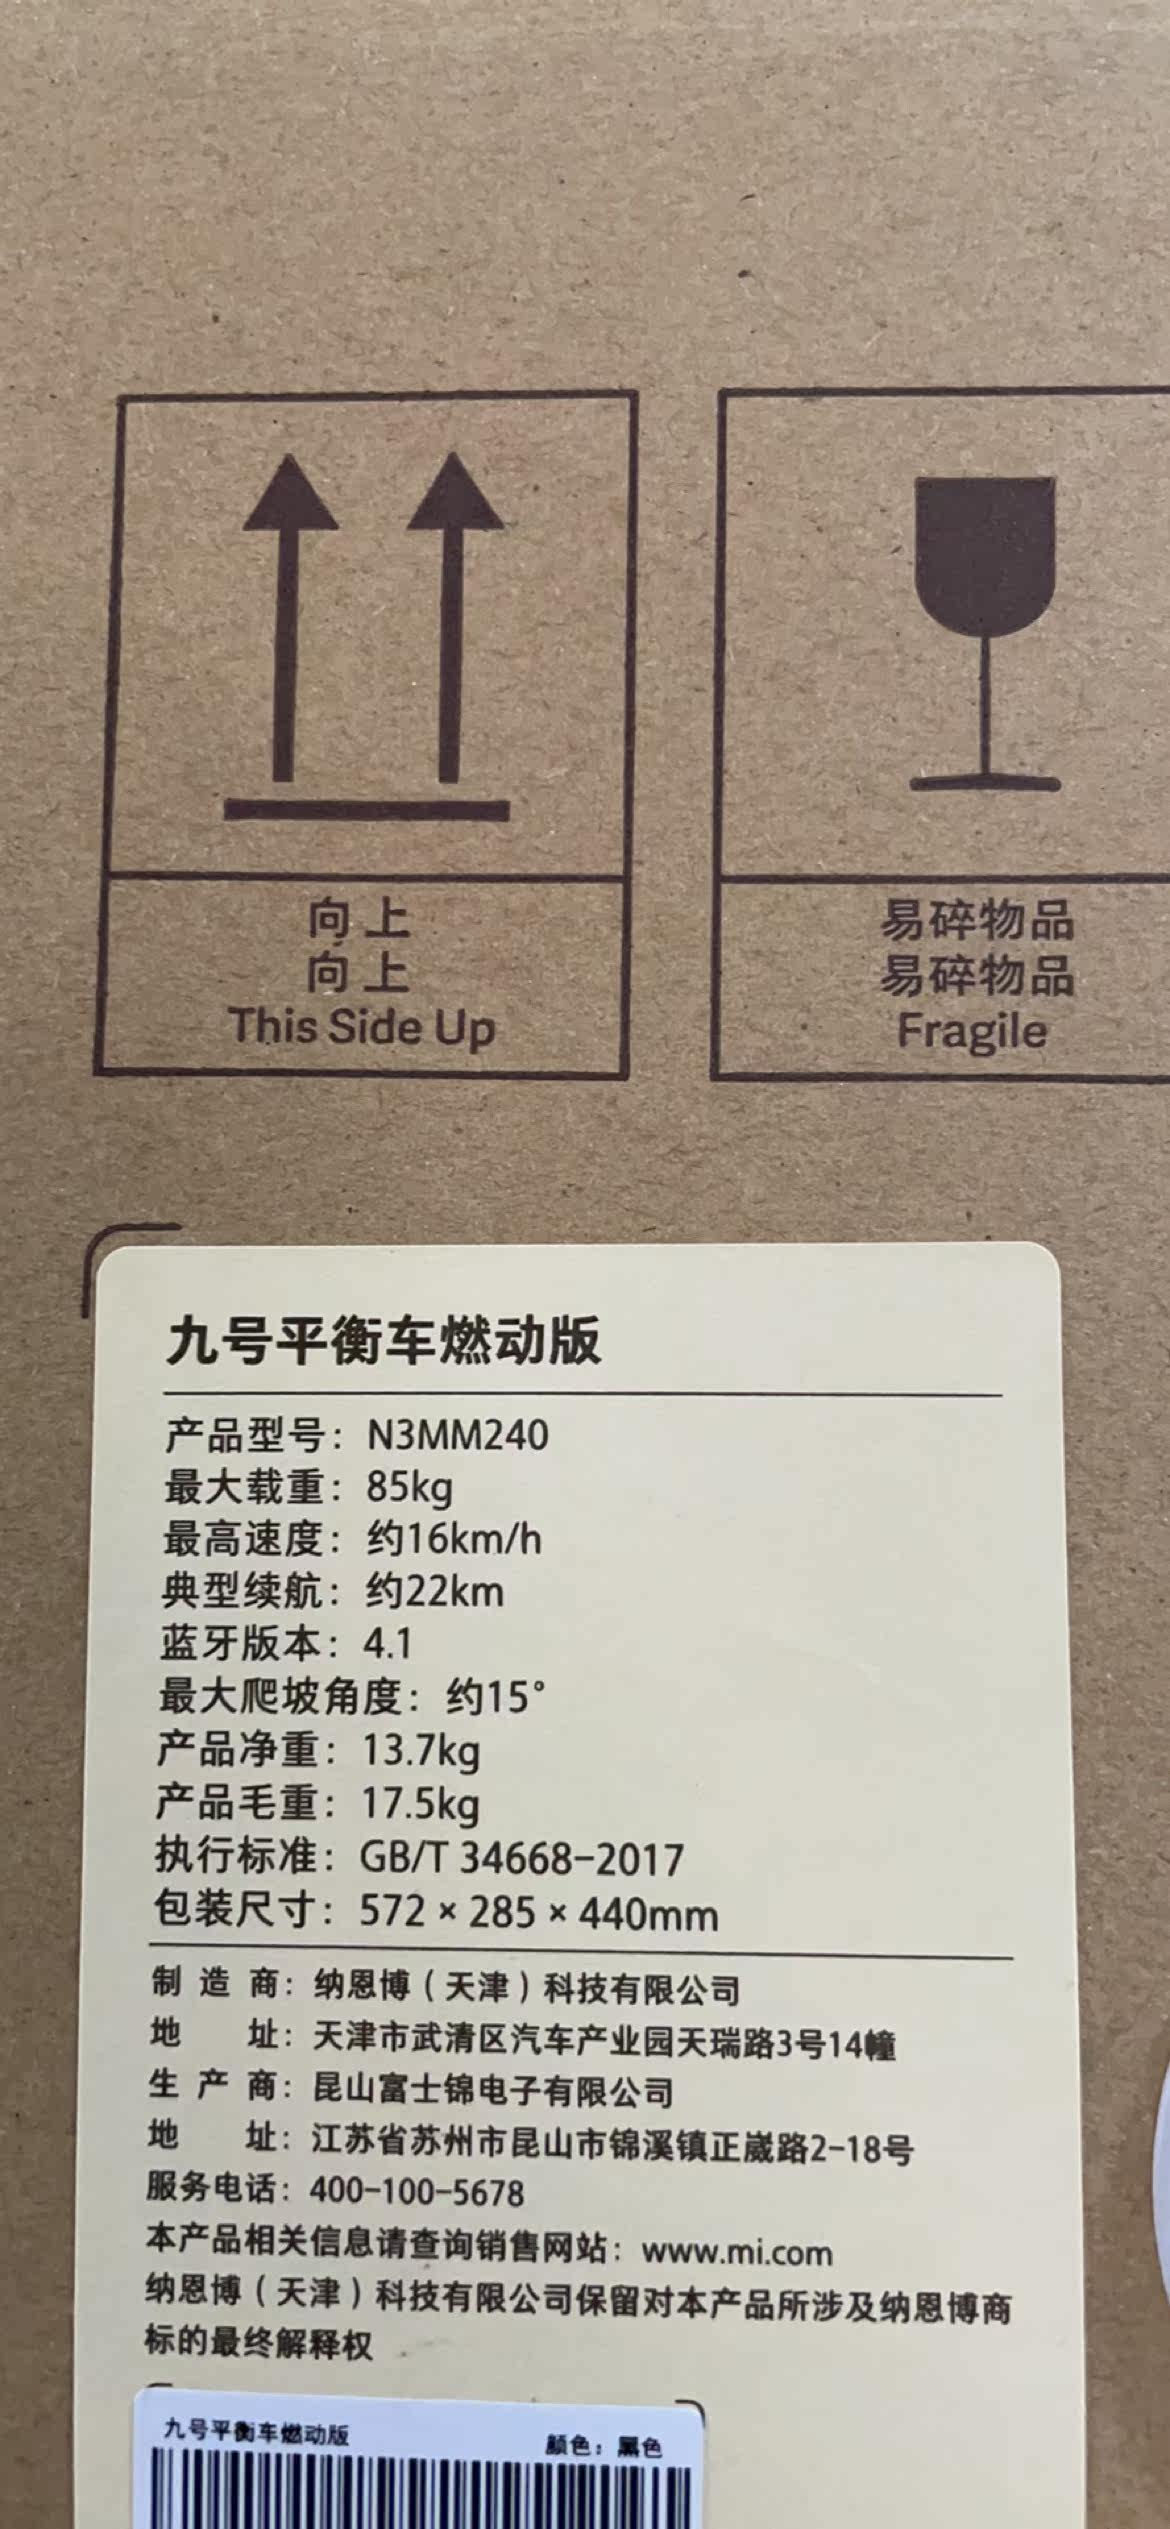 向上
向上
This Side Up
易碎物品
易碎物品
Fragile
九号平衡车燃动版
产品型号：N3MM240
最大载重：85kg
最高速度：约16km/h
典型续航：约22km
蓝牙版本：4.1
最大爬坡角度：约15°
产品净重：13.7kg
产品毛重：17.5kg
执行标准：GB/T 34668-2017
包装尺寸：572 × 285 × 440mm
制造商：纳恩博（天津）科技有限公司
地址：天津市武清区汽车产业园天瑞路3号14幢
生产商：昆山富士锦电子有限公司
地址：江苏省苏州市昆山市锦溪镇正崴路2-18号
服务电话：400-100-5678
本产品相关信息请查询销售网站：www.mi.com
纳恩博（天津）科技有限公司保留对本产品所涉及纳恩博商
标的最终解释权
九号平衡车燃动版 颜色：黑色